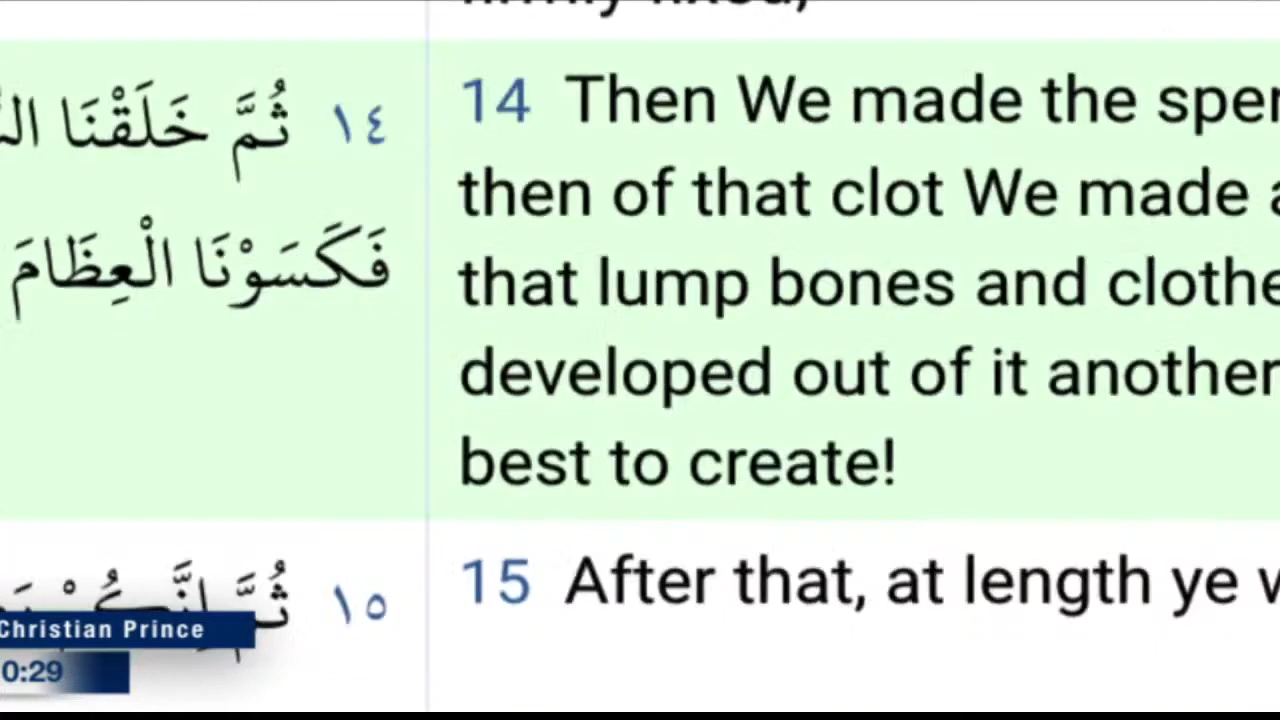 14 Then We made the sper
then of that clot We made a
that lump bones and clothe
developed out of it another
best to create!
15 After that, at length ye w
١٤ ثُمَّ خَلَقْنَا
فَكَسَوْنَا الْعِظَامَ
١٥ ثُمَّ إِنَّكُمْ
Christian Prince
0:29